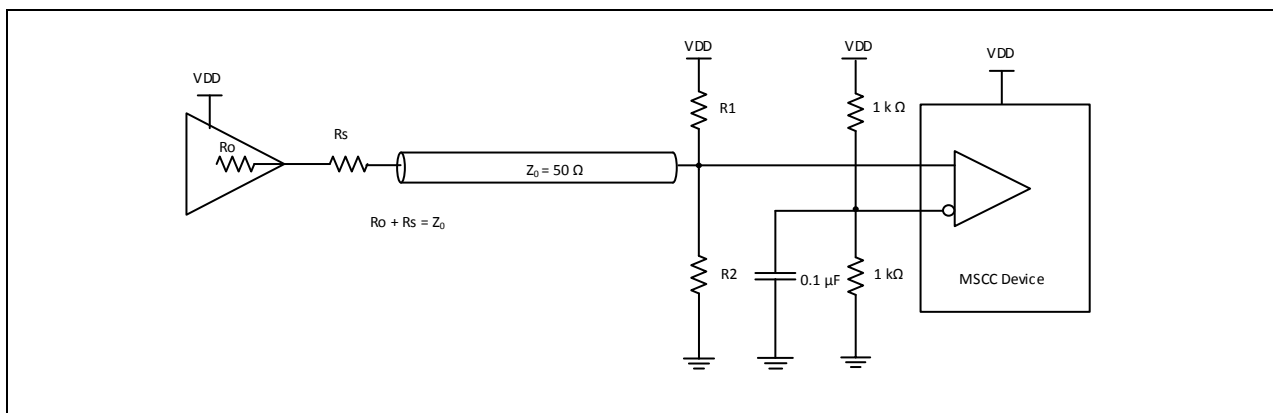 VDD
VDD
VDD
VDD
R1
1 k Ω
Rs
Ro
Z₀ = 50 Ω
Ro + Rs = Z₀
R2
0.1 µF
1 kΩ
MSCC Device